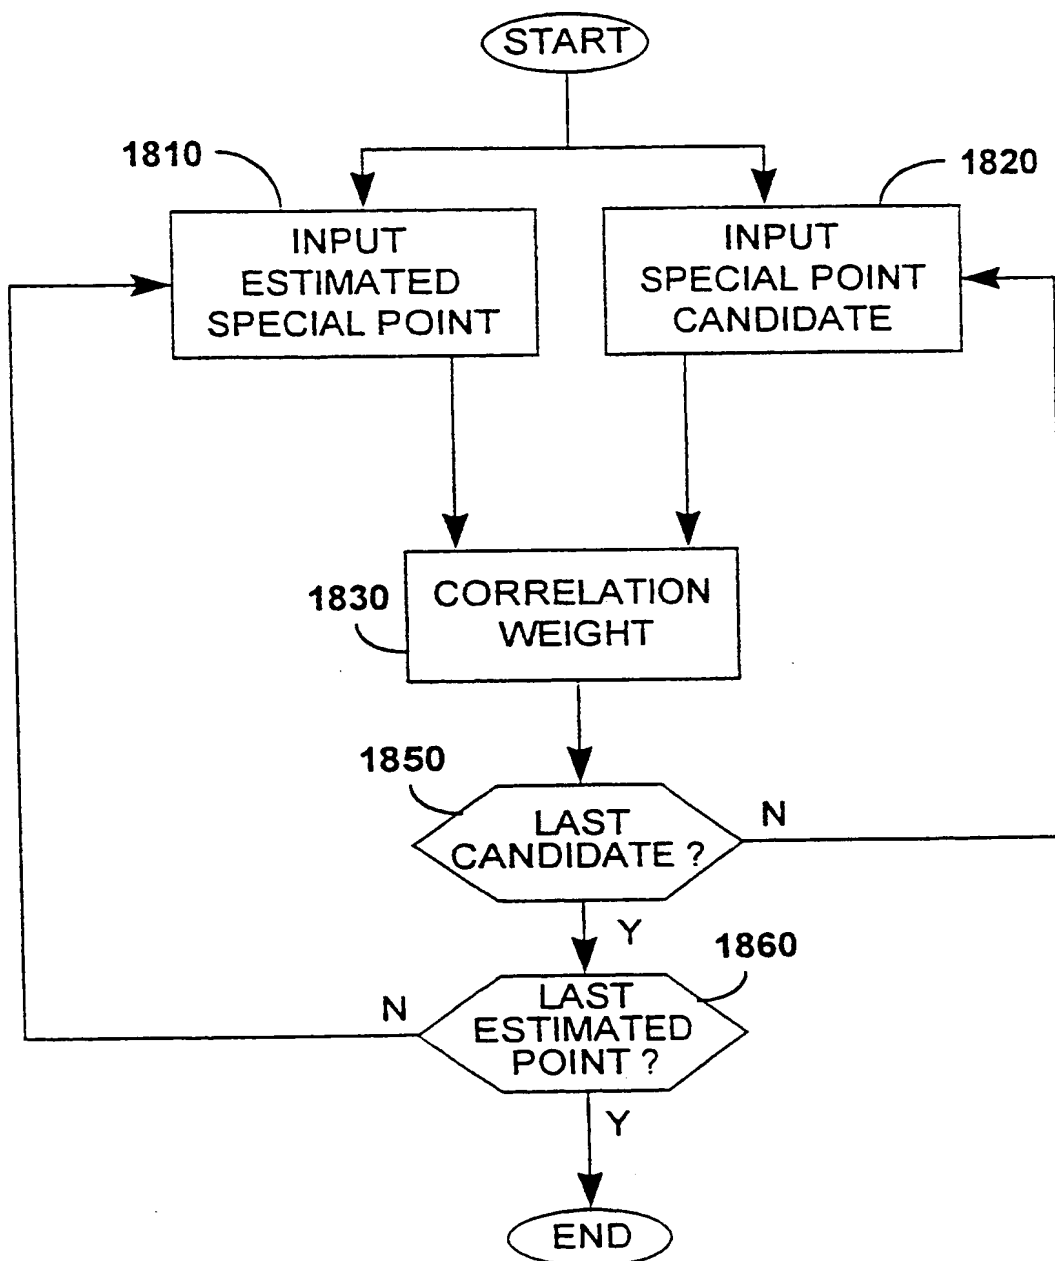 START
1810
1820
INPUT
ESTIMATED
SPECIAL POINT
INPUT
SPECIAL POINT
CANDIDATE
1830
CORRELATION
WEIGHT
1850
LAST
CANDIDATE ?
N
Y
1860
N
LAST
ESTIMATED
POINT ?
Y
END